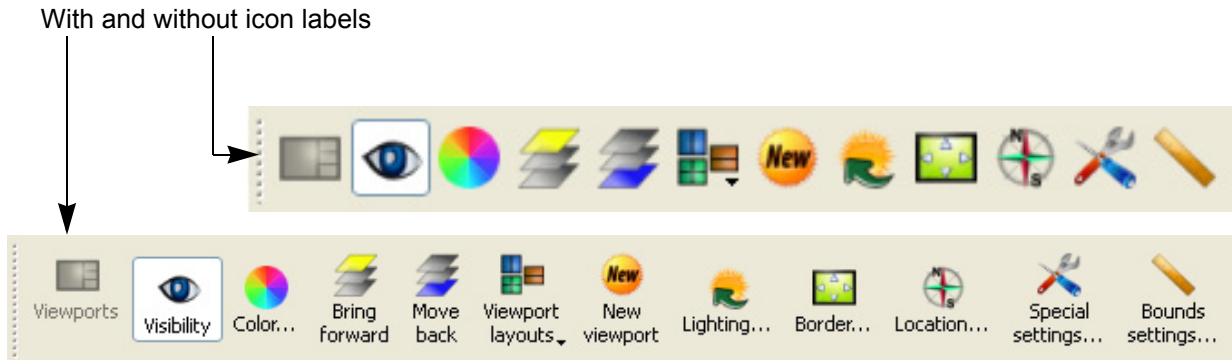 With and without icon labels
New
N
S
New
N
S
Viewports
Visibility
Color...
Bring
forward
Move
back
Viewport
layouts
New
viewport
Lighting...
Border...
Location...
Special
settings...
Bounds
settings...